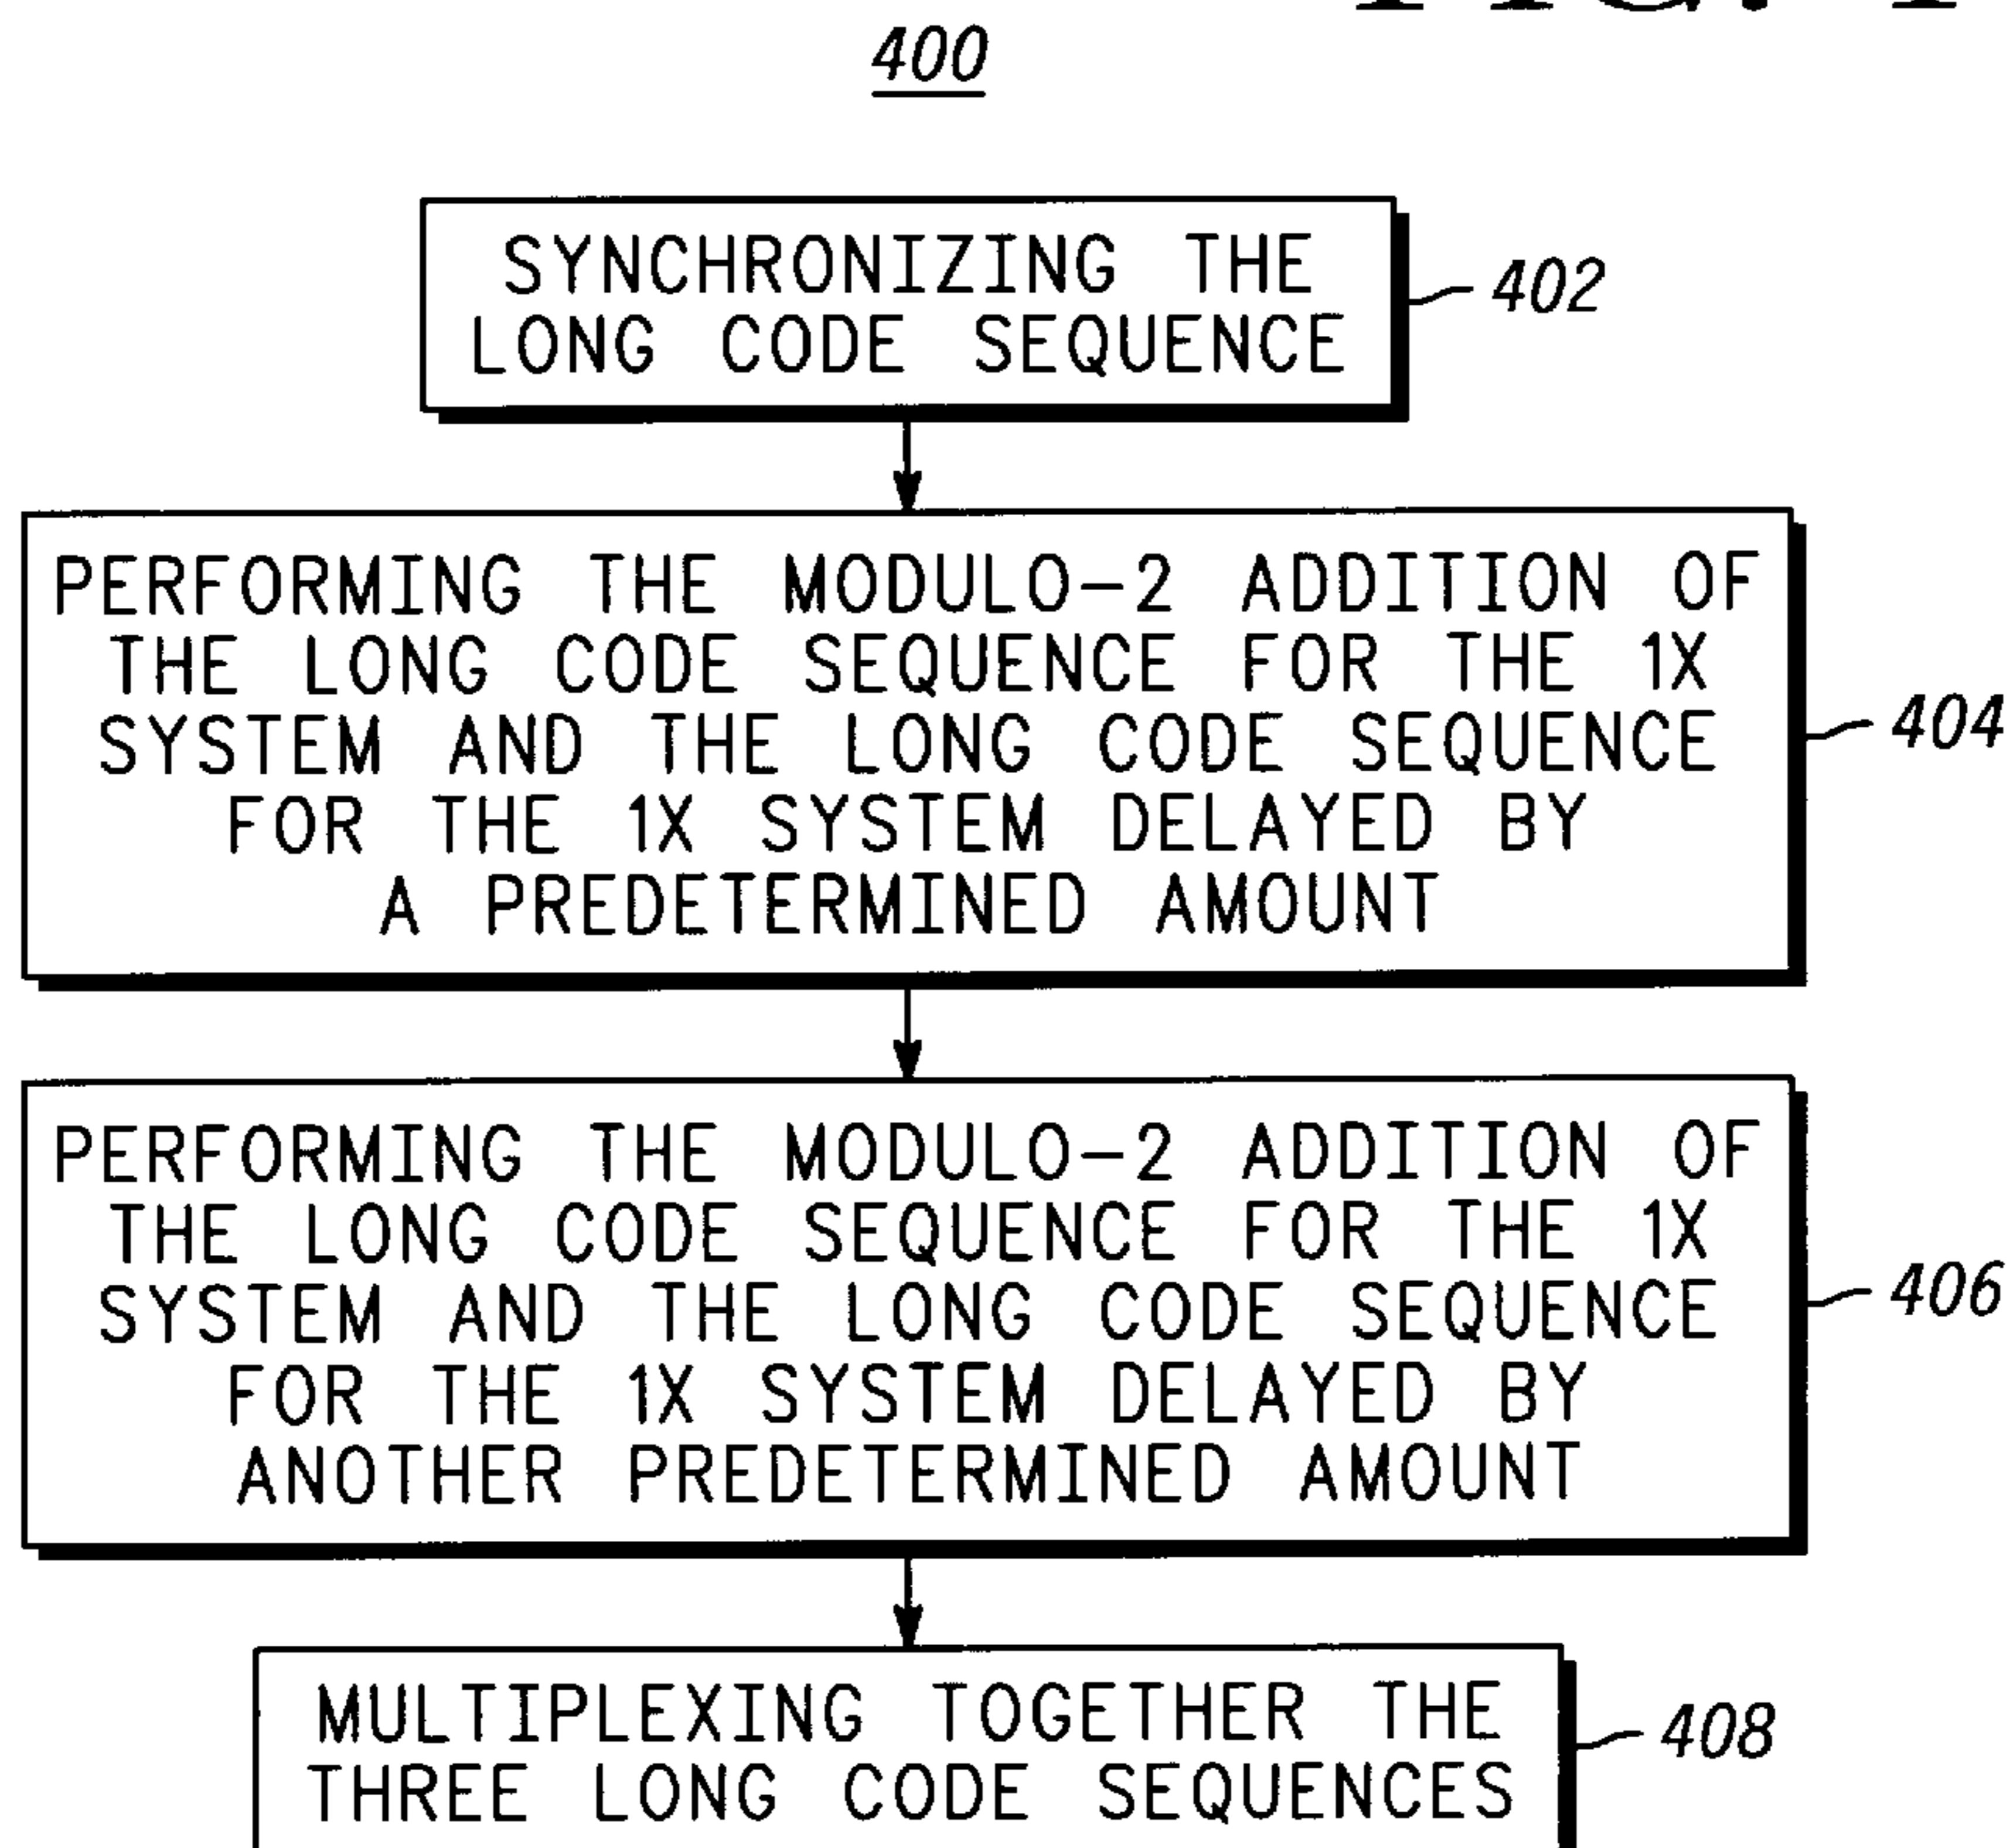 400
SYNCHRONIZING THE
LONG CODE SEQUENCE
402
PERFORMING THE MODULO-2 ADDITION OF
THE LONG CODE SEQUENCE FOR THE 1X
SYSTEM AND THE LONG CODE SEQUENCE
FOR THE 1X SYSTEM DELAYED BY
A PREDETERMINED AMOUNT
404
PERFORMING THE MODULO-2 ADDITION OF
THE LONG CODE SEQUENCE FOR THE 1X
SYSTEM AND THE LONG CODE SEQUENCE
FOR THE 1X SYSTEM DELAYED BY
ANOTHER PREDETERMINED AMOUNT
406
MULTIPLEXING TOGETHER THE
THREE LONG CODE SEQUENCES
408